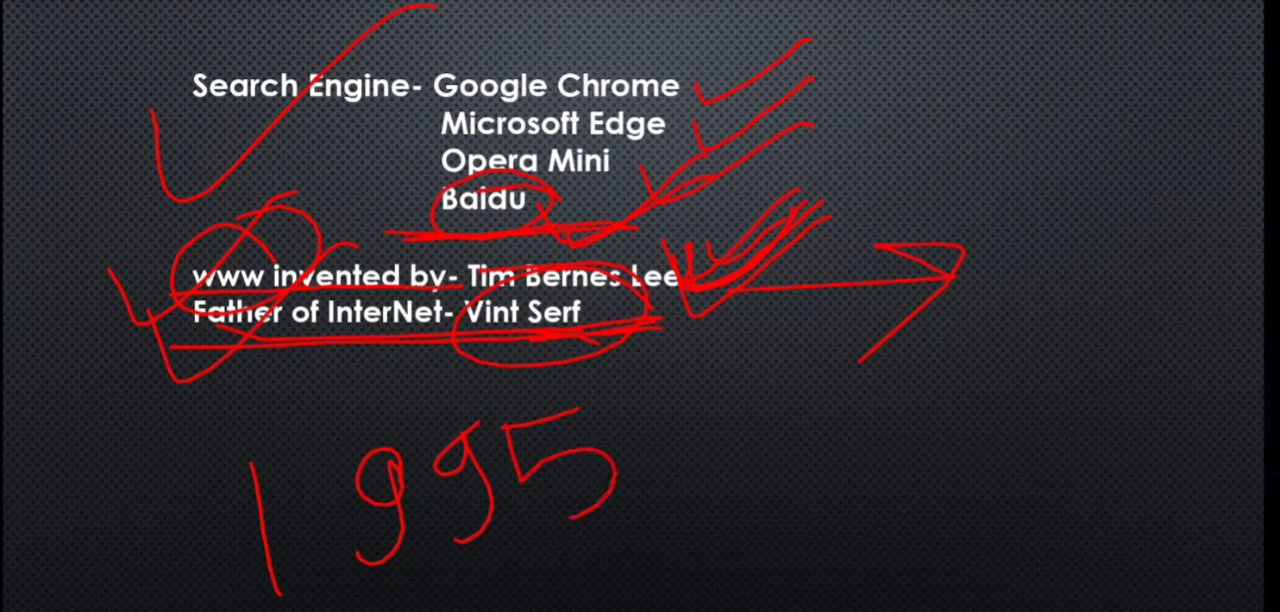 Search Engine- Google Chrome
Microsoft Edge
Opera Mini
Baidu
www invented by- Tim Bernes Lee
Father of InterNet- Vint Serf
1995